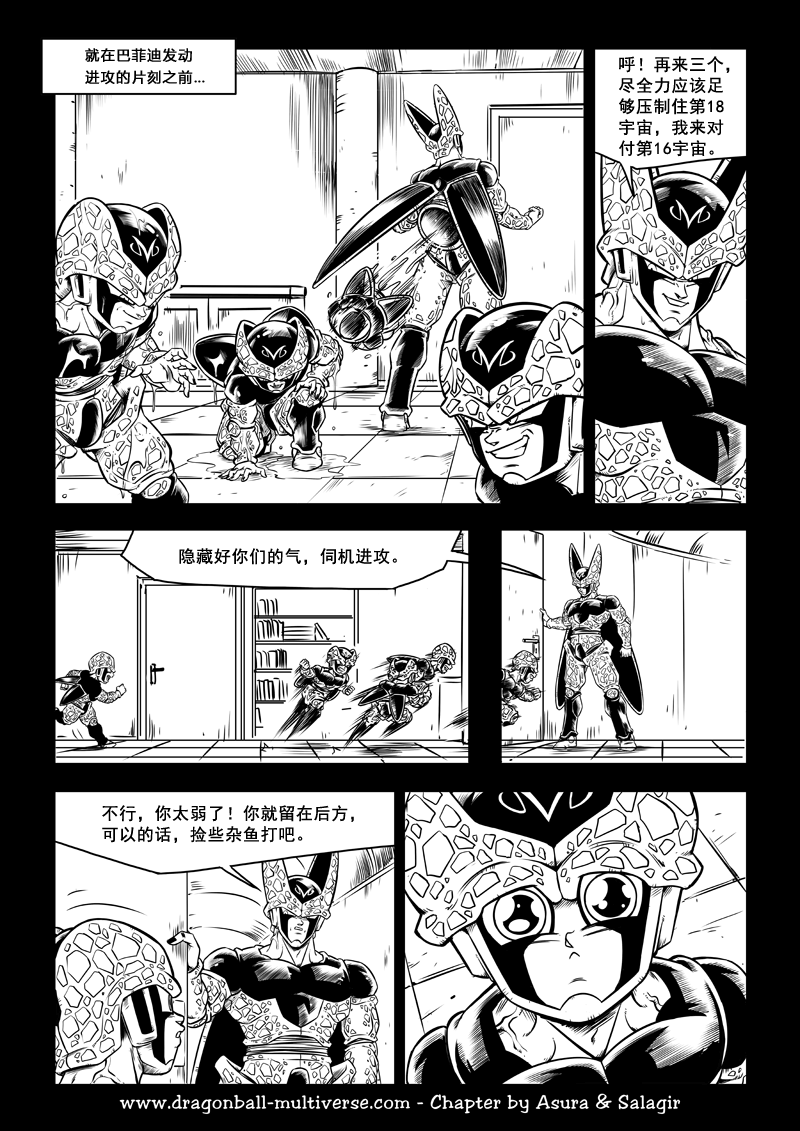 就在巴菲迪发动
进攻的片刻之前...
呼！再来三个，
尽全力应该足
够压制住第18
宇宙，我来对
付第16宇宙。
隐藏好你们的气，伺机进攻。
不行，你太弱了！你就留在后方，
可以的话，捡些杂鱼打吧。
www.dragonball-multiverse.com - Chapter by Asura & Salagir